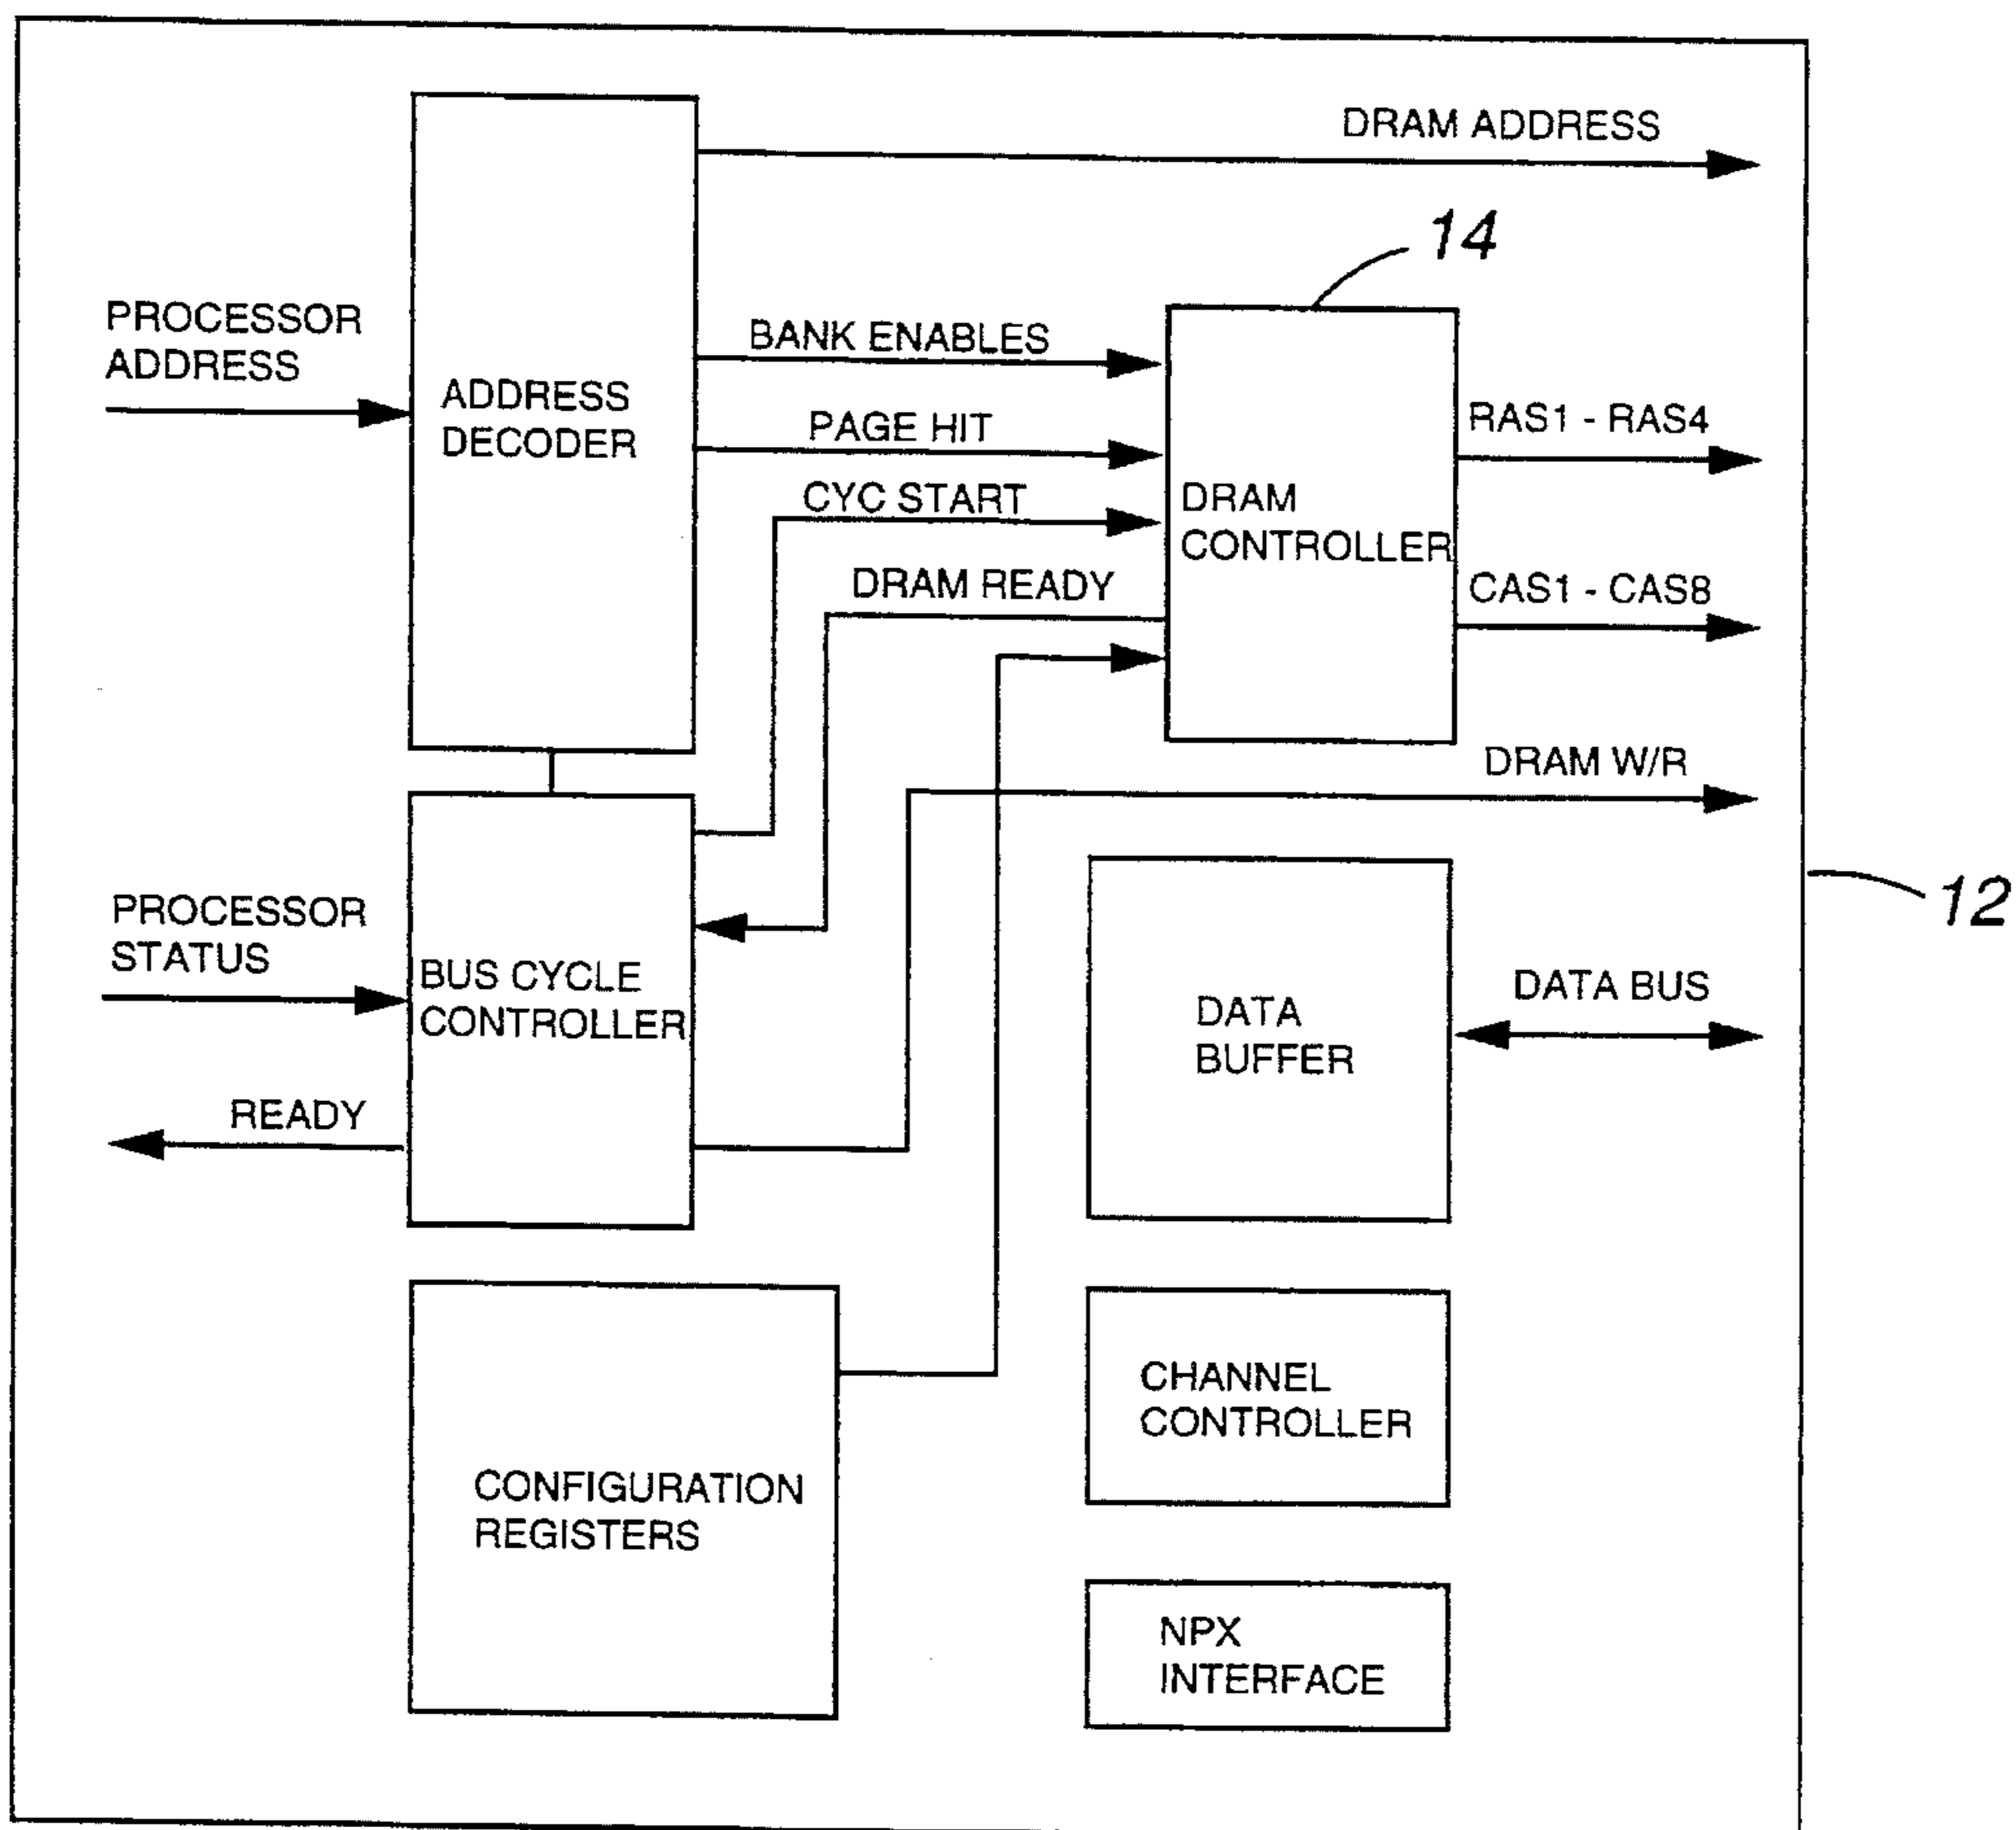 DRAM ADDRESS
14
PROCESSOR
ADDRESS
ADDRESS
DECODER
BANK ENABLES
PAGE HIT
CYC START
DRAM READY
DRAM
CONTROLLER
RAS1 - RAS4
CAS1 - CAS8
DRAM W/R
12
PROCESSOR
STATUS
READY
BUS CYCLE
CONTROLLER
DATA
BUFFER
DATA BUS
CONFIGURATION
REGISTERS
CHANNEL
CONTROLLER
NPX
INTERFACE